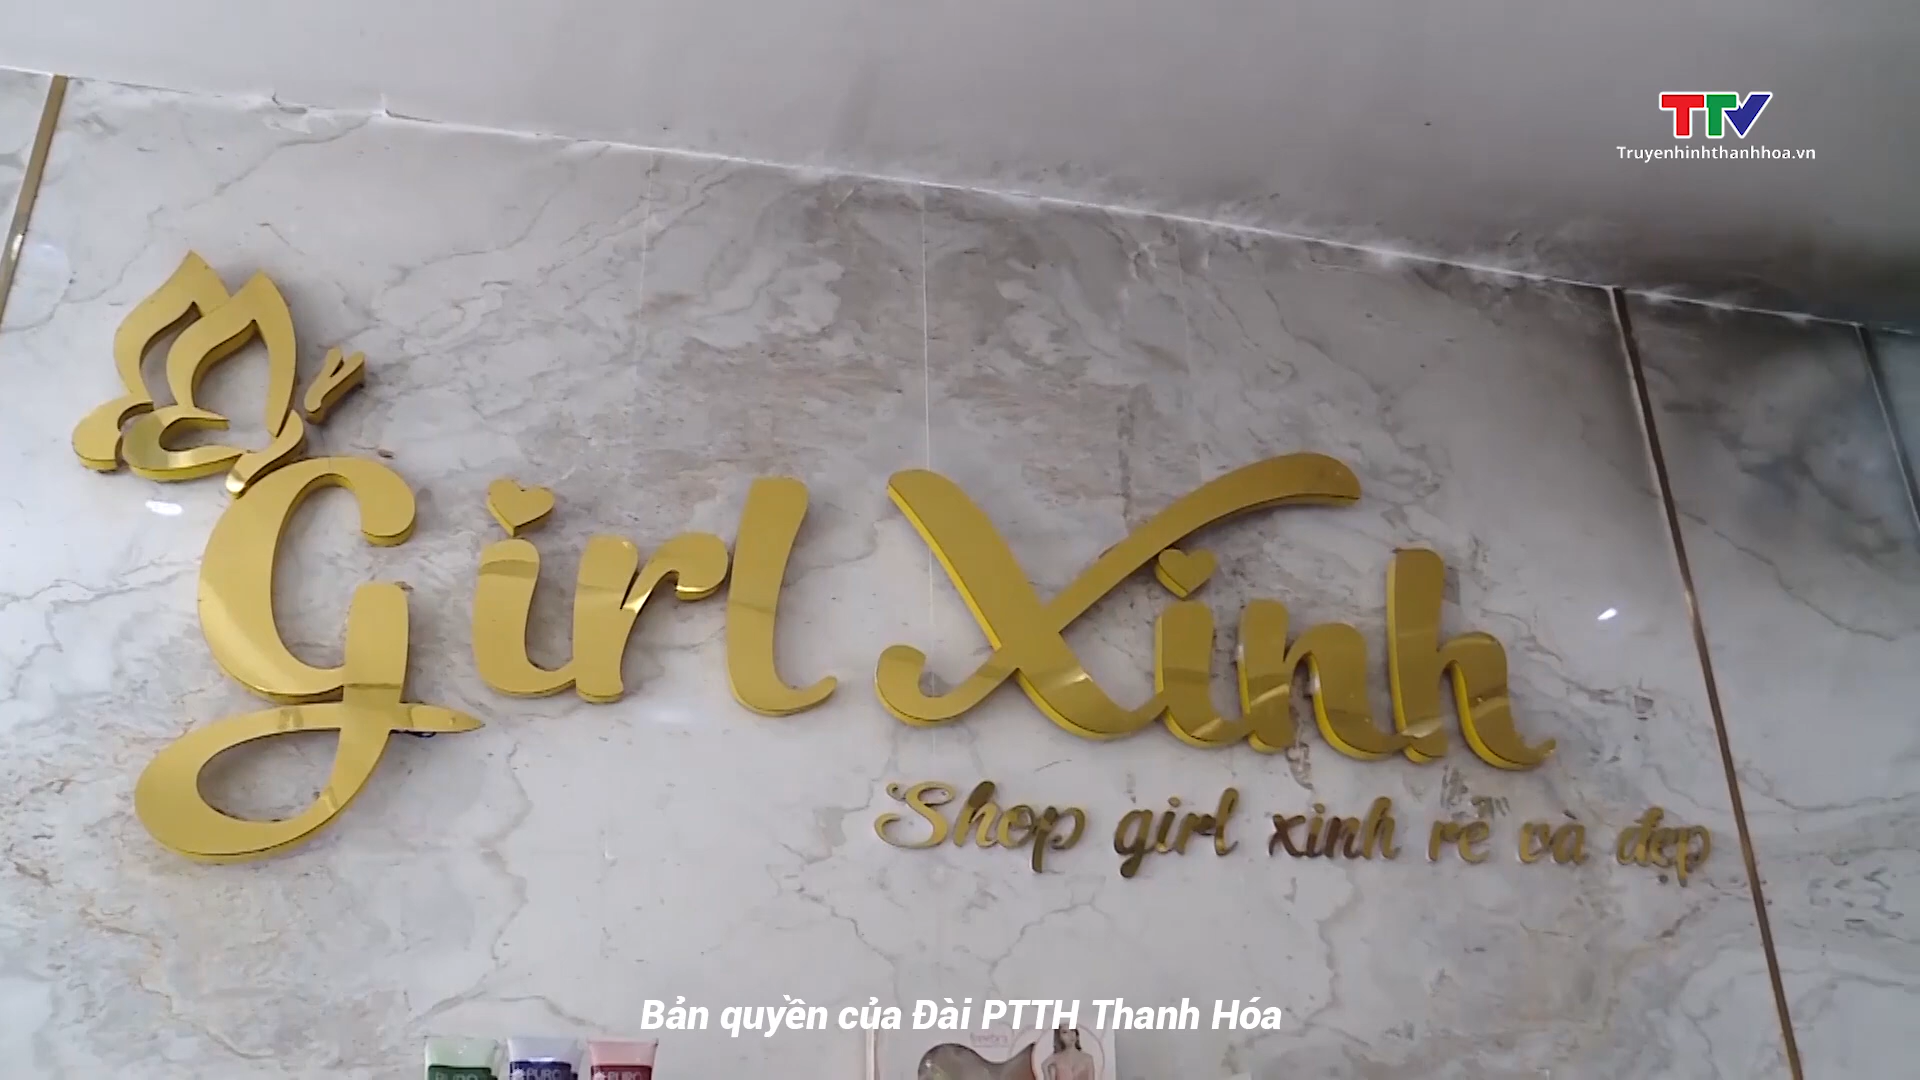 TTV
Truyenhinhthanhhoa.vn
Girl Xinh
Shop girl xinh rẻ và đẹp
Bản quyền của Đài PTTH Thanh Hóa